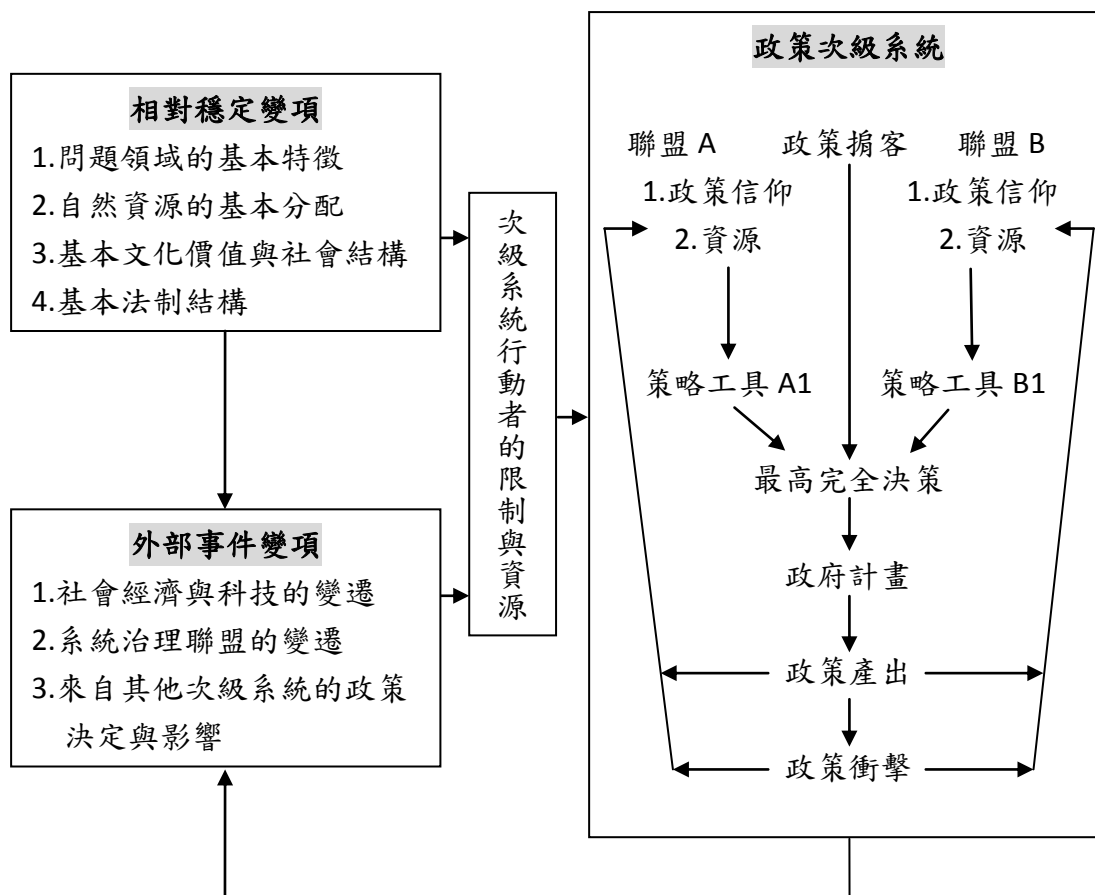 相對穩定變項
1.問題領域的基本特徵
2.自然資源的基本分配
3.基本文化價值與社會結構
4.基本法制結構
外部事件變項
1.社會經濟與科技的變遷
2.系統治理聯盟的變遷
3.來自其他次級系統的政策
決定與影響
次級系統行動者的限制與資源
政策次級系統
聯盟 A 政策掮客 聯盟 B
1.政策信仰 1.政策信仰
2.資源 2.資源
策略工具 A1 策略工具 B1
最高完全決策
政府計畫
政策產出
政策衝擊